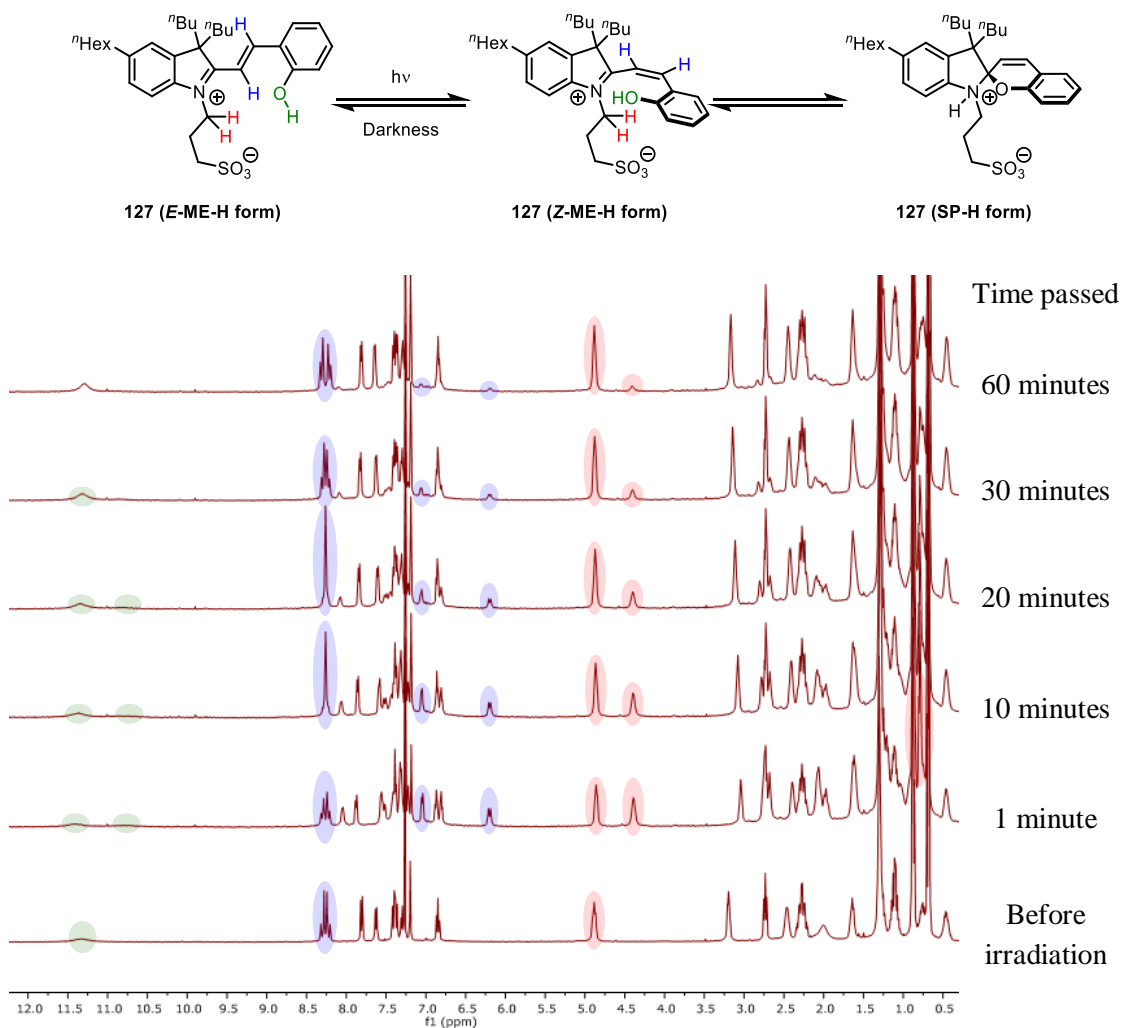 ⁿBu
ⁿBu
ⁿHex
H
H
N
⊕
O
H
H
H
SO₃
⊖
hν
Darkness
ⁿBu
ⁿBu
ⁿHex
H
H
N
⊕
HO
H
H
SO₃
⊖
ⁿBu
ⁿBu
ⁿHex
N
H
⊕
O
SO₃
⊖
127 (E-ME-H form)
127 (Z-ME-H form)
127 (SP-H form)
Time passed
60 minutes
30 minutes
20 minutes
10 minutes
1 minute
Before
irradiation
12.0 11.5 11.0 10.5 10.0 9.5 9.0 8.5 8.0 7.5 7.0 6.5 6.0 5.5 5.0 4.5 4.0 3.5 3.0 2.5 2.0 1.5 1.0 0.5
f1 (ppm)